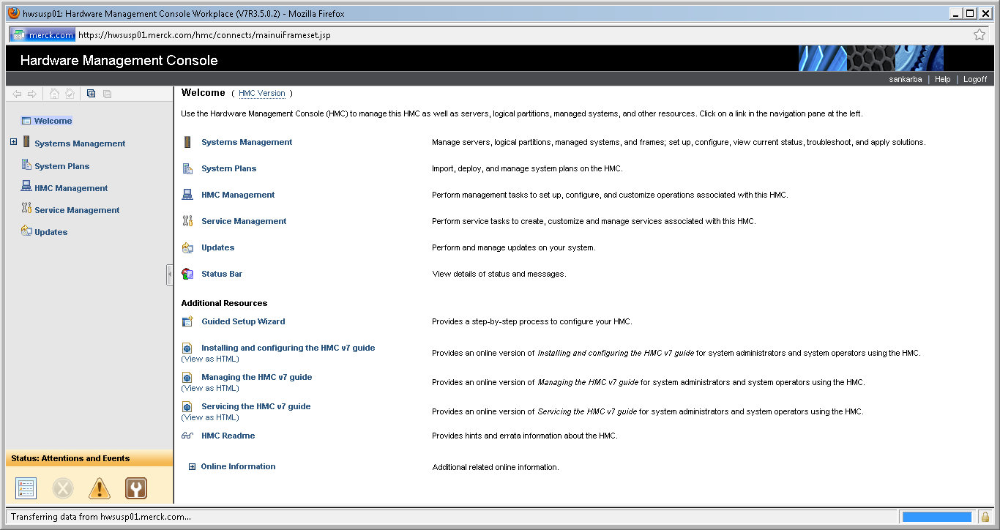 hwsusp01: Hardware Management Console Workplace (V7R3.5.0.2) - Mozilla Firefox
merck.com https://hwsusp01.merck.com/hmc/connects/mainuiFrameset.jsp
Hardware Management Console
sankarba | Help | Logoff
Welcome
Systems Management
System Plans
HMC Management
Service Management
Updates
Status: Attentions and Events
Welcome ( HMC Version )
Use the Hardware Management Console (HMC) to manage this HMC as well as servers, logical partitions, managed systems, and other resources. Click on a link in the navigation pane at the left.
Systems Management Manage servers, logical partitions, managed systems, and frames; set up, configure, view current status, troubleshoot, and apply solutions.
System Plans Import, deploy, and manage system plans on the HMC.
HMC Management Perform management tasks to set up, configure, and customize operations associated with this HMC.
Service Management Perform service tasks to create, customize and manage services associated with this HMC.
Updates Perform and manage updates on your system.
Status Bar View details of status and messages.
Additional Resources
Guided Setup Wizard Provides a step-by-step process to configure your HMC.
Installing and configuring the HMC v7 guide
(View as HTML)
Provides an online version of Installing and configuring the HMC v7 guide for system administrators and system operators using the HMC.
Managing the HMC v7 guide
(View as HTML)
Provides an online version of Managing the HMC v7 guide for system administrators and system operators using the HMC.
Servicing the HMC v7 guide
(View as HTML)
Provides an online version of Servicing the HMC v7 guide for system administrators and system operators using the HMC.
HMC Readme Provides hints and errata information about the HMC.
Online Information Additional related online information.
Transferring data from hwsusp01.merck.com...